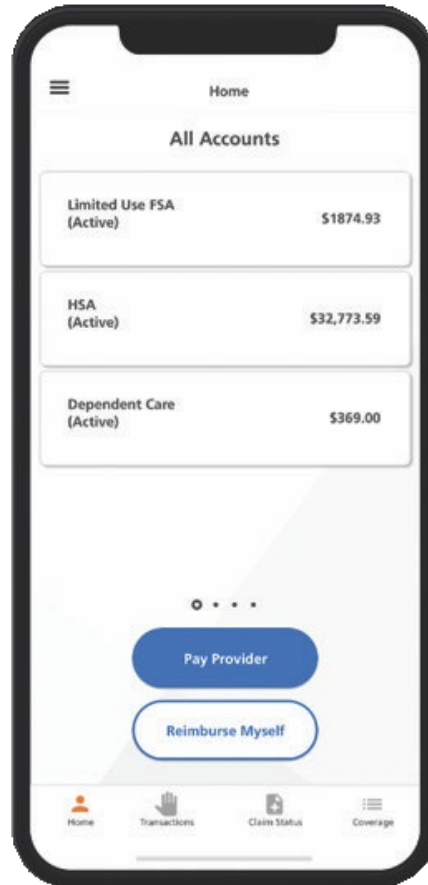 Home
All Accounts
Limited Use FSA
(Active)
$1874.93
HSA
(Active)
$32,773.59
Dependent Care
(Active)
$369.00
Pay Provider
Reimburse Myself
Home
Transactions
Claim Status
Coverage